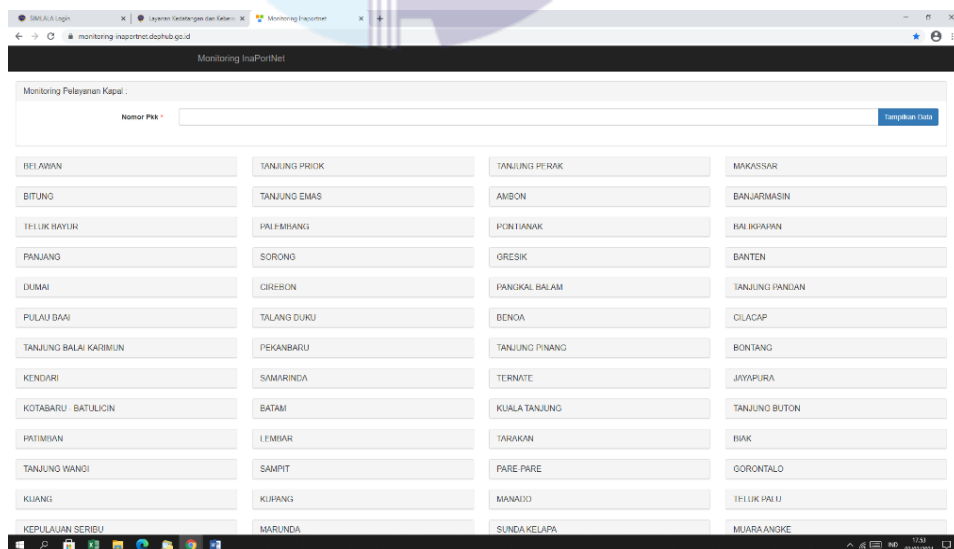 SIMLALA Login
Layanan Kedatangan dan Keber
Monitoring Inaportnet
monitoring-inaportnet.dephub.go.id
Monitoring InaPortNet
Monitoring Pelayanan Kapal :
Nomor Pkk * Tampilkan Data
BELAWAN TANJUNG PRIOK TANJUNG PERAK MAKASSAR
BITUNG TANJUNG EMAS AMBON BANJARMASIN
TELUK BAYUR PALEMBANG PONTIANAK BALIKPAPAN
PANJANG SORONG GRESIK BANTEN
DUMAI CIREBON PANGKAL BALAM TANJUNG PANDAN
PULAU BAAI TALANG DUKU BENOA CILACAP
TANJUNG BALAI KARIMUN PEKANBARU TANJUNG PINANG BONTANG
KENDARI SAMARINDA TERNATE JAYAPURA
KOTABARU - BATULICIN BATAM KUALA TANJUNG TANJUNG BUTON
PATIMBAN LEMBAR TARAKAN BIAK
TANJUNG WANGI SAMPIT PARE-PARE GORONTALO
KIJANG KUPANG MANADO TELUK PALU
KEPULAUAN SERIBU MARUNDA SUNDA KELAPA MUARA ANGKE
IND 17.53